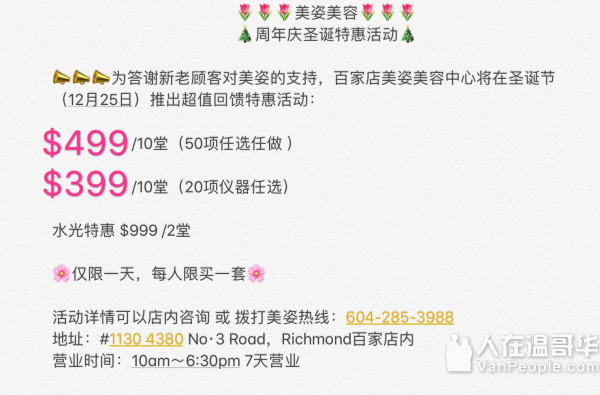 🌷🌷🌷美姿美容🌷🌷🌷
🎄周年庆圣诞特惠活动🎄
📣📣📣为答谢新老顾客对美姿的支持，百家店美姿美容中心将在圣诞节
（12月25日）推出超值回馈特惠活动：
$499/10堂（50项任选任做 ）
$399/10堂（20项仪器任选）
水光特惠 $999 /2堂
🌸仅限一天，每人限买一套🌸
活动详情可以店内咨询 或 拨打美姿热线：604-285-3988
地址：#1130 4380 No·3 Road，Richmond百家店内
营业时间：10am～6:30pm 7天营业
人在温哥华
VanPeople.com